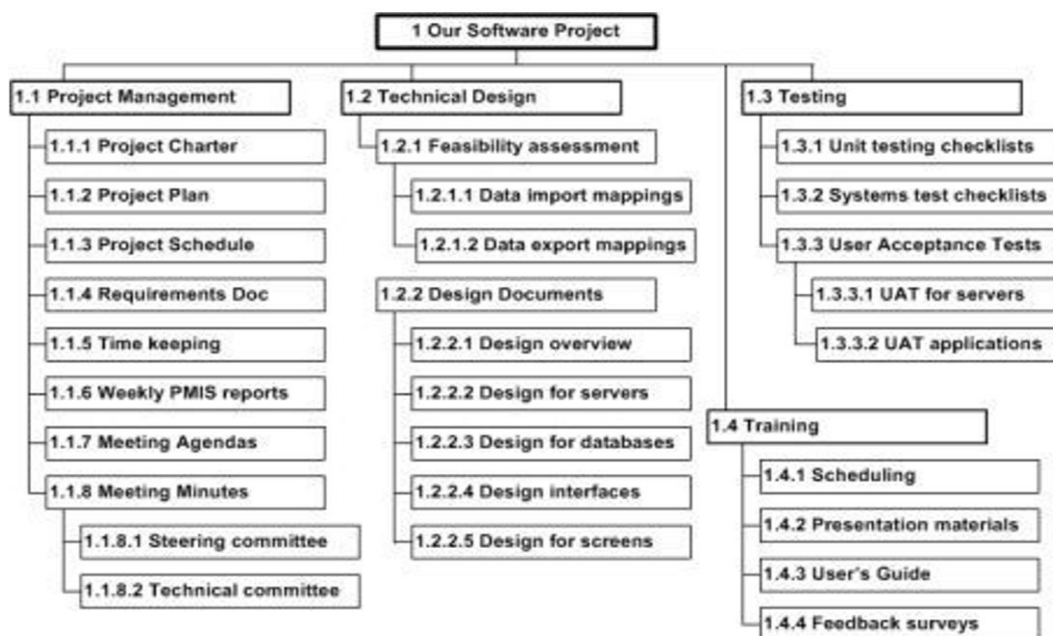 1 Our Software Project
1.1 Project Management
1.1.1 Project Charter
1.1.2 Project Plan
1.1.3 Project Schedule
1.1.4 Requirements Doc
1.1.5 Time keeping
1.1.6 Weekly PMIS reports
1.1.7 Meeting Agendas
1.1.8 Meeting Minutes
1.1.8.1 Steering committee
1.1.8.2 Technical committee
1.2 Technical Design
1.2.1 Feasibility assessment
1.2.1.1 Data import mappings
1.2.1.2 Data export mappings
1.2.2 Design Documents
1.2.2.1 Design overview
1.2.2.2 Design for servers
1.2.2.3 Design for databases
1.2.2.4 Design interfaces
1.2.2.5 Design for screens
1.3 Testing
1.3.1 Unit testing checklists
1.3.2 Systems test checklists
1.3.3 User Acceptance Tests
1.3.3.1 UAT for servers
1.3.3.2 UAT applications
1.4 Training
1.4.1 Scheduling
1.4.2 Presentation materials
1.4.3 User's Guide
1.4.4 Feedback surveys